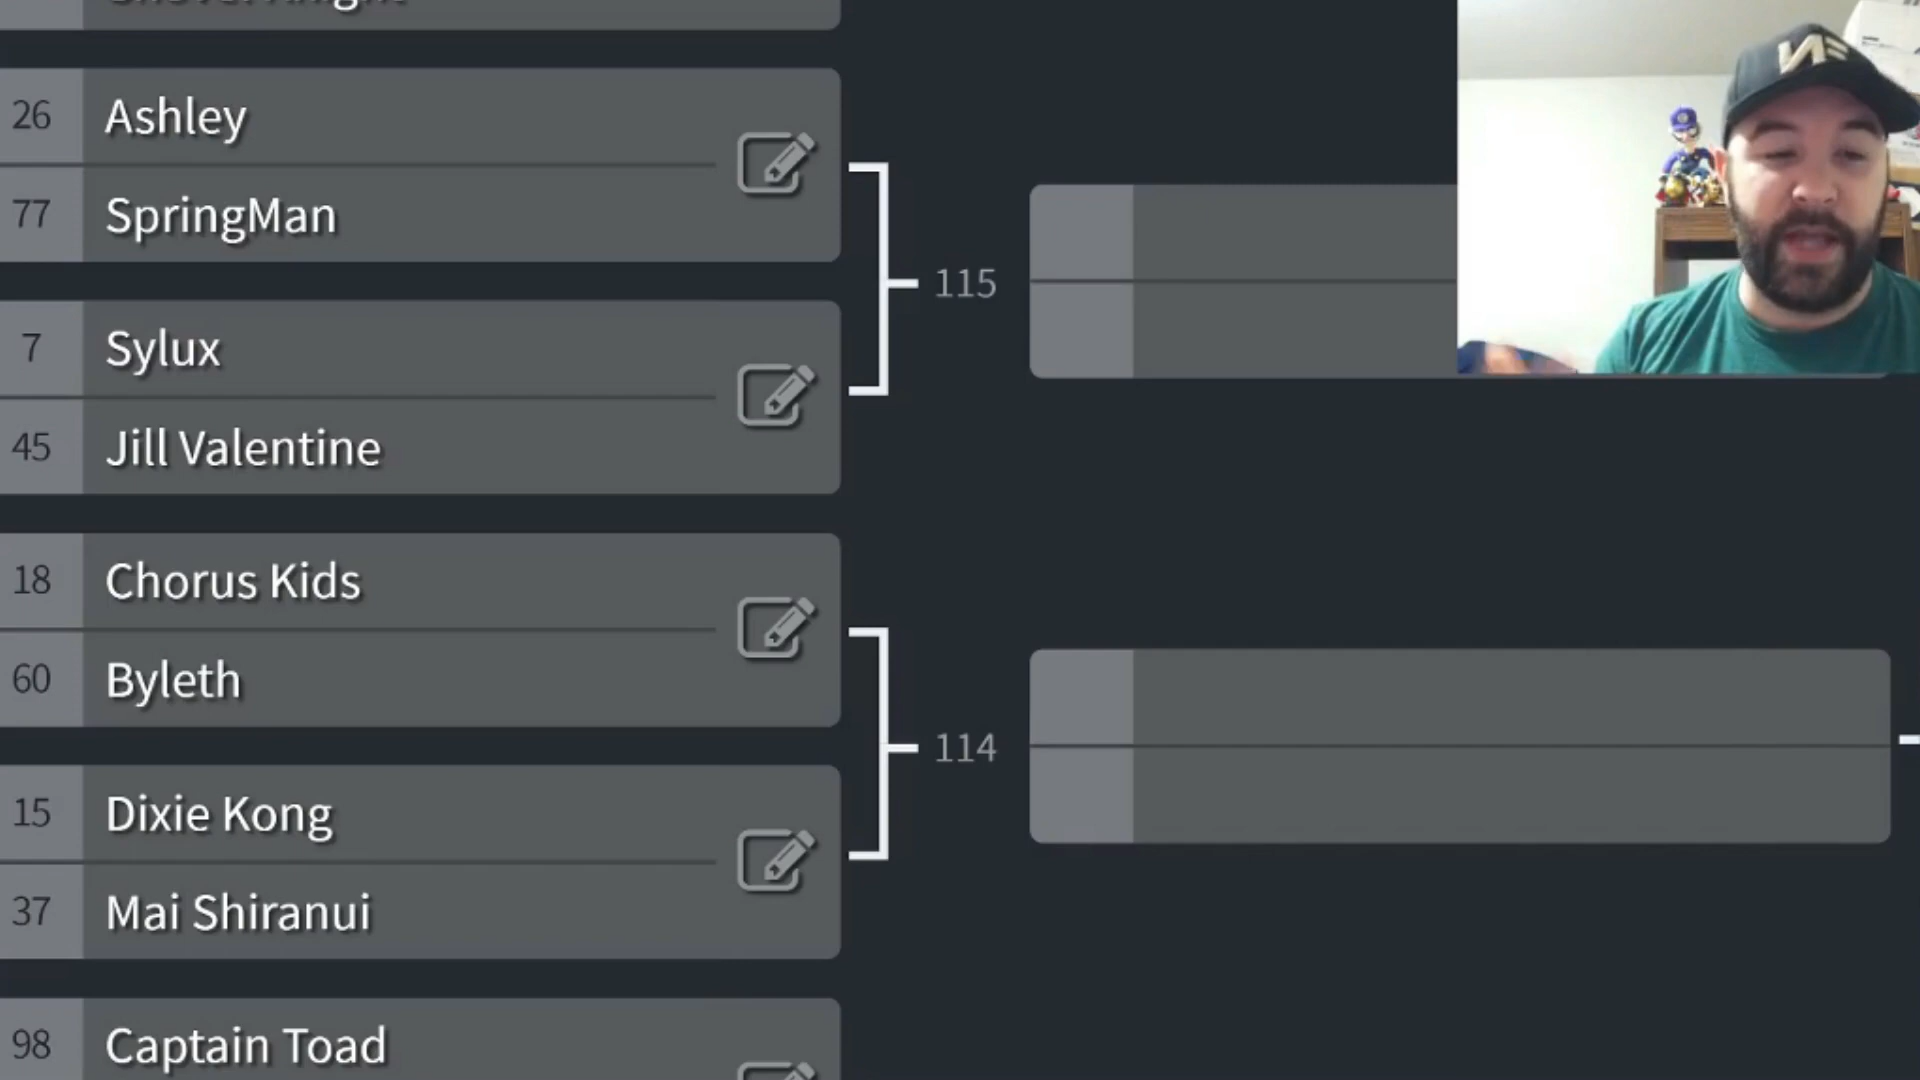 26 Ashley
77 SpringMan
115
7 Sylux
45 Jill Valentine
18 Chorus Kids
60 Byleth
114
15 Dixie Kong
37 Mai Shiranui
98 Captain Toad